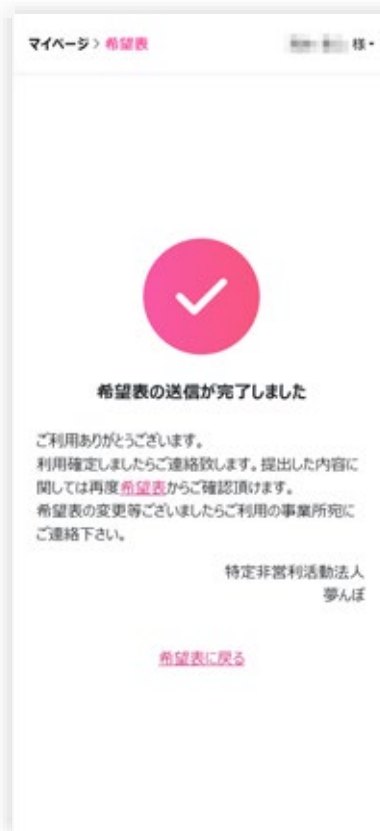 マイページ > 希望表
様
希望表の送信が完了しました
ご利用ありがとうございます。
利用確定しましたらご連絡致します。提出した内容に
関しては再度希望表からご確認頂けます。
希望表の変更等ございましたらご利用の事業所宛に
ご連絡下さい。
特定非営利活動法人
夢んぼ
希望表に戻る